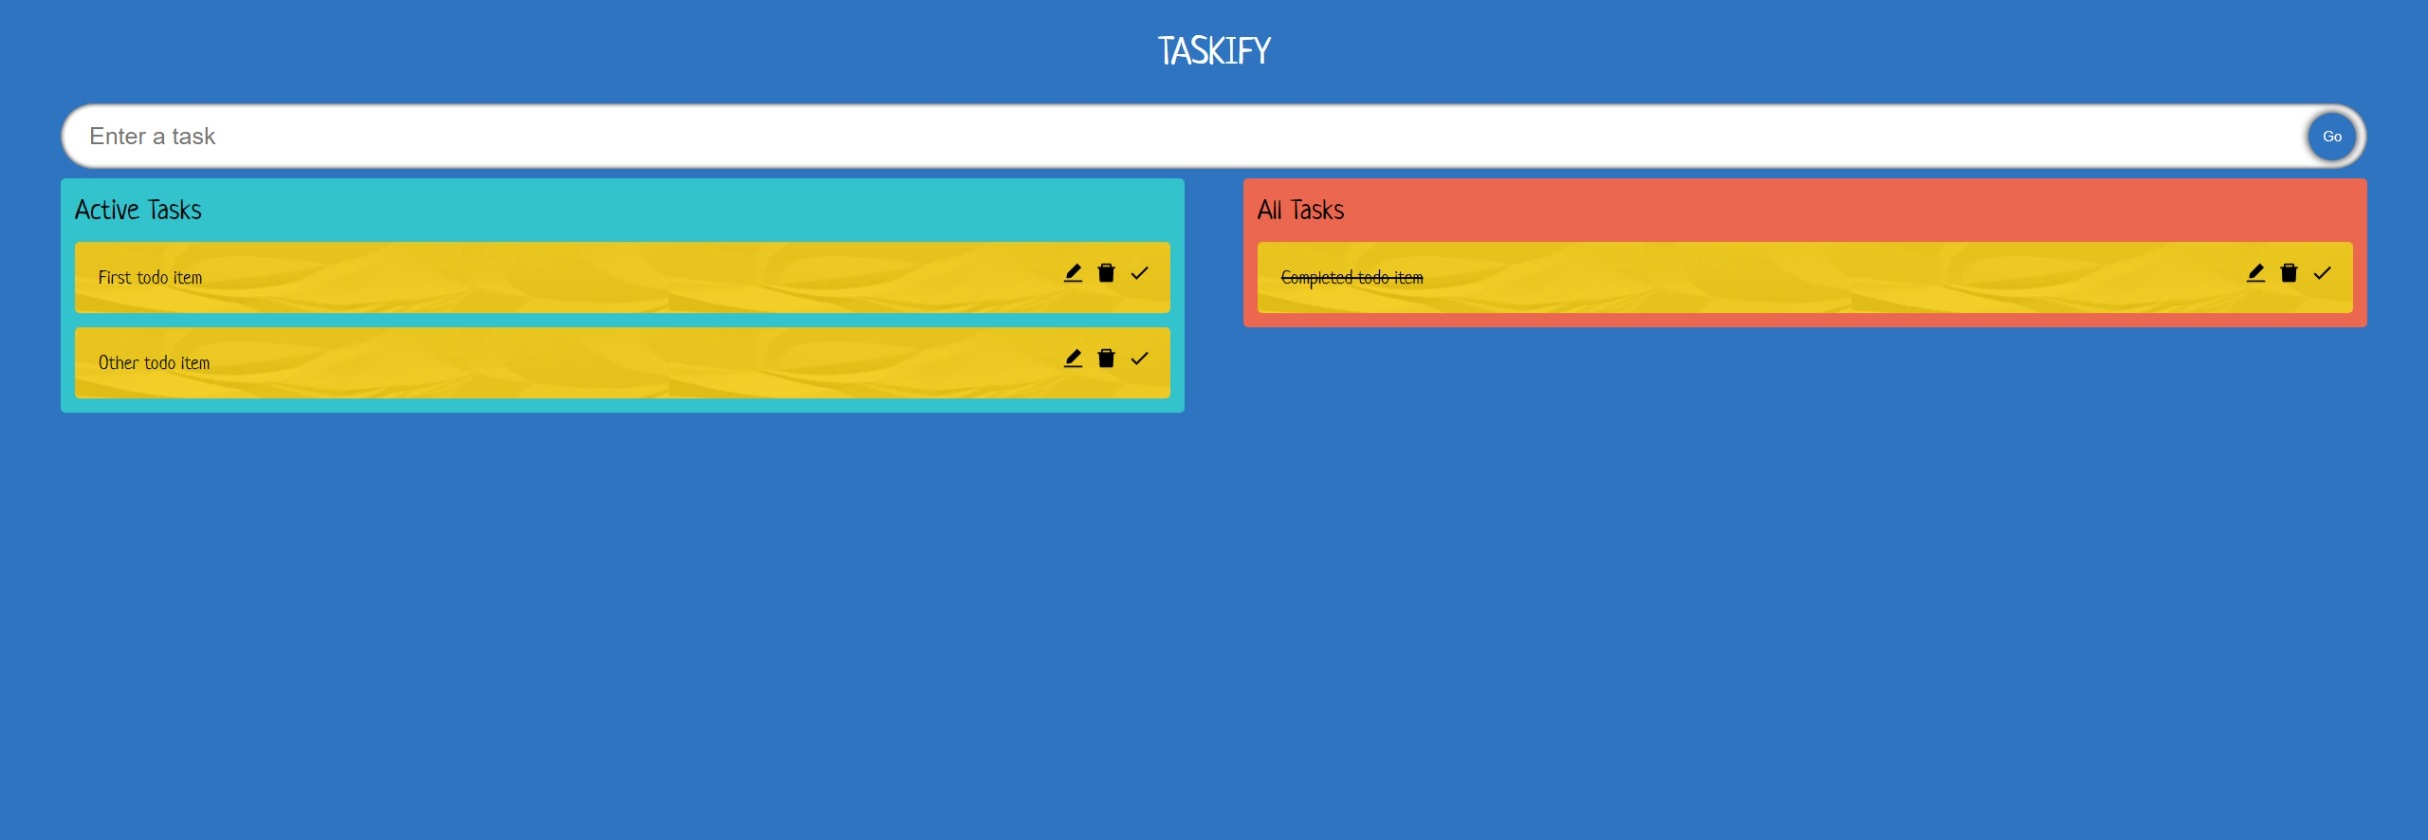 TASKIFY
Enter a task
Go
Active Tasks
First todo item
Other todo item
All Tasks
Completed todo item